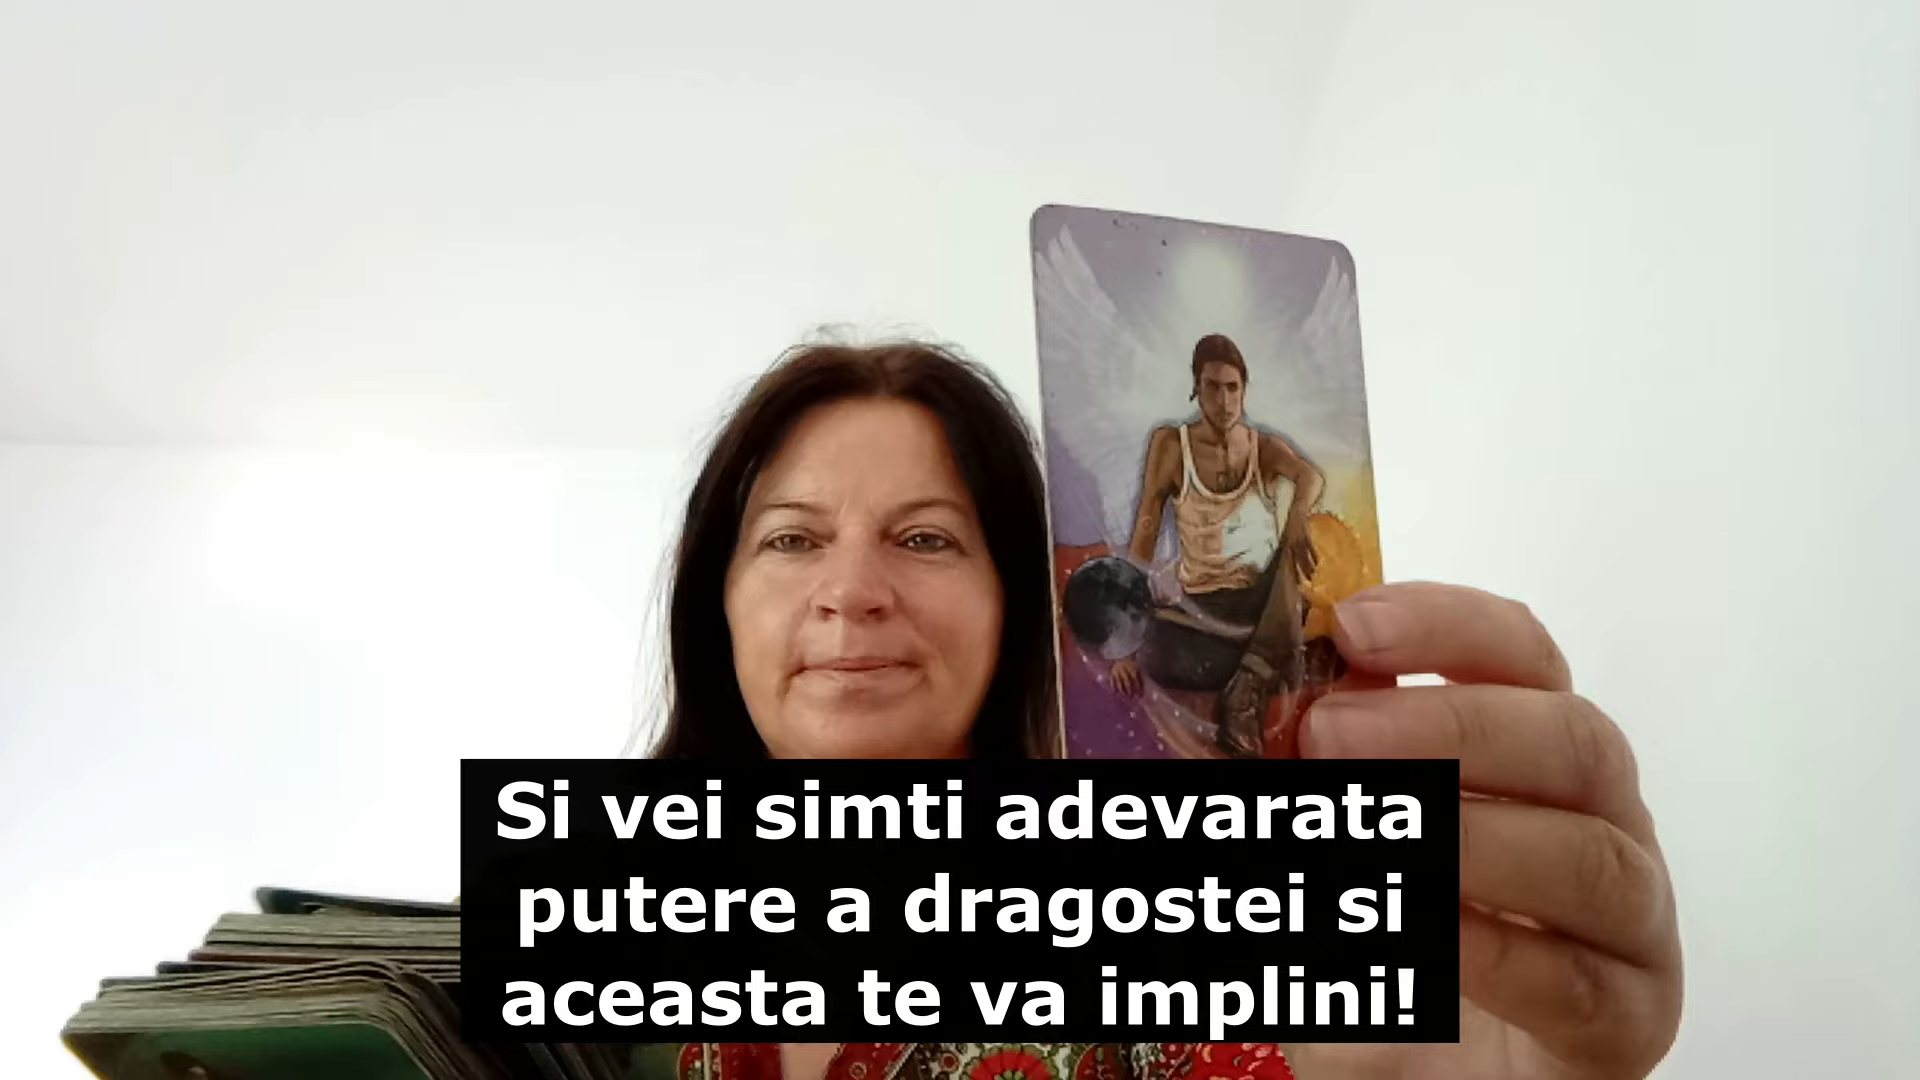 Si vei simti adevarata
putere a dragostei si
aceasta te va implini!